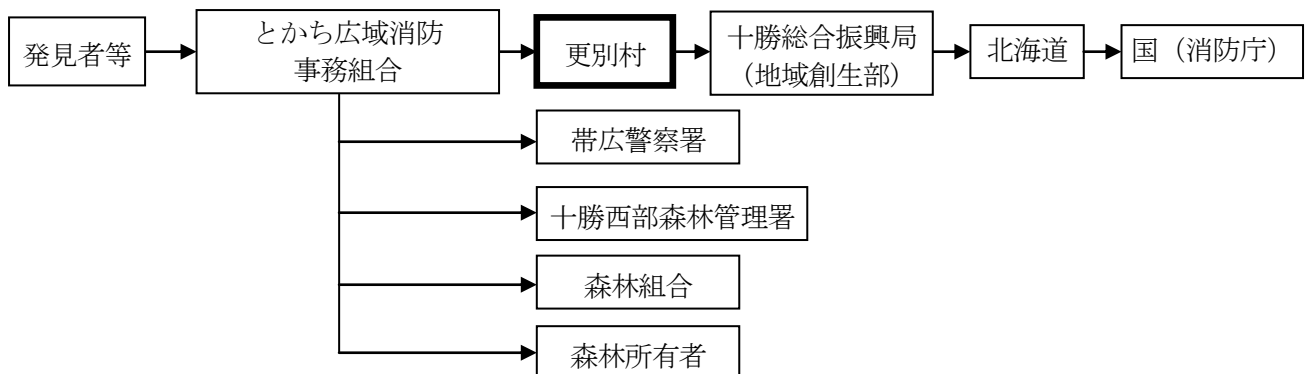 発見者等
とかち広域消防
事務組合
更別村
十勝総合振興局
（地域創生部）
北海道
国（消防庁）
帯広警察署
十勝西部森林管理署
森林組合
森林所有者